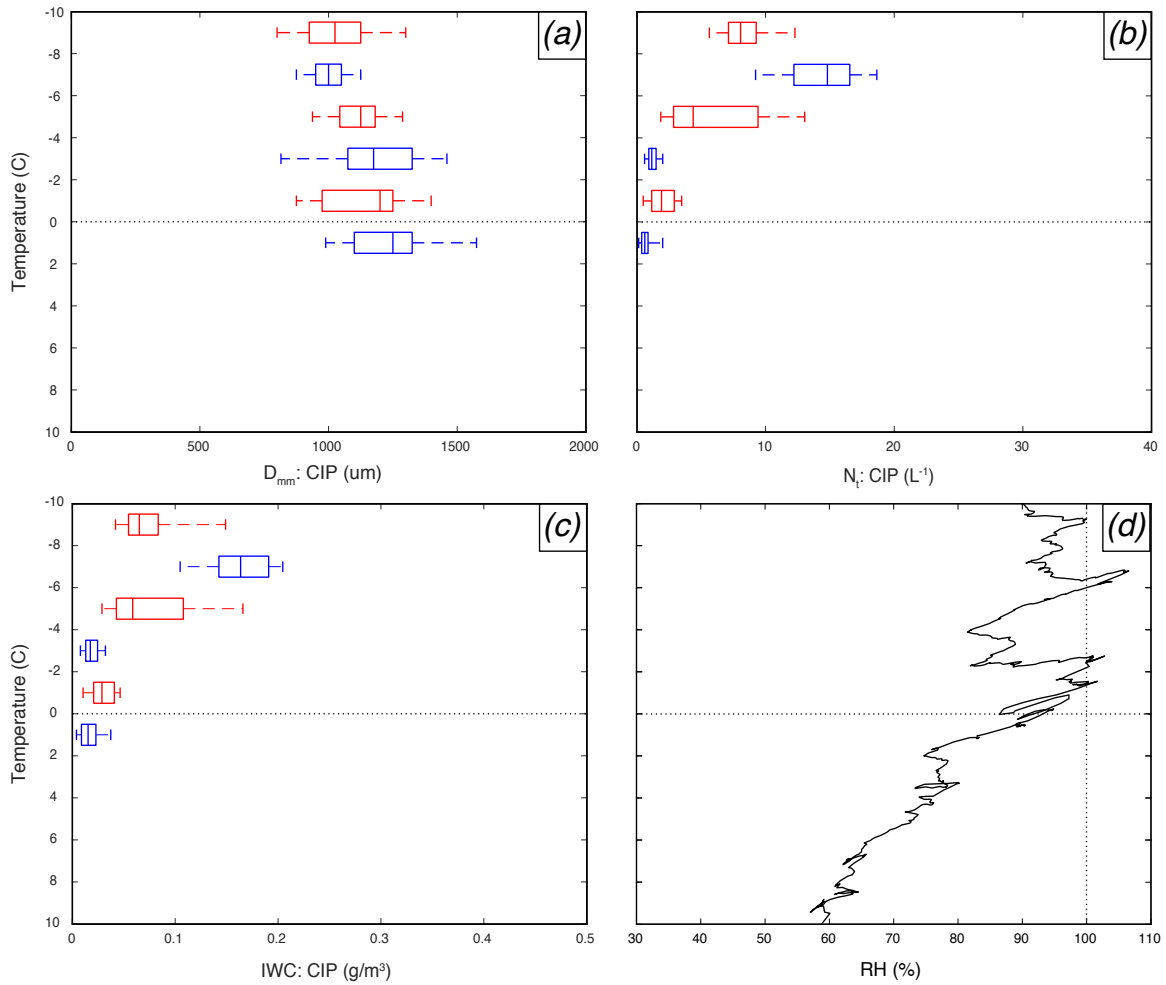 (a)
-10
-8
-6
-4
-2
0
2
4
6
8
10
Temperature (C)
0 500 1000 1500 2000
Dmm: CIP (um)
(b)
0 10 20 30 40
Nt: CIP (L-1)
(c)
-10
-8
-6
-4
-2
0
2
4
6
8
10
Temperature (C)
0 0.1 0.2 0.3 0.4 0.5
IWC: CIP (g/m³)
(d)
30 40 50 60 70 80 90 100 110
RH (%)